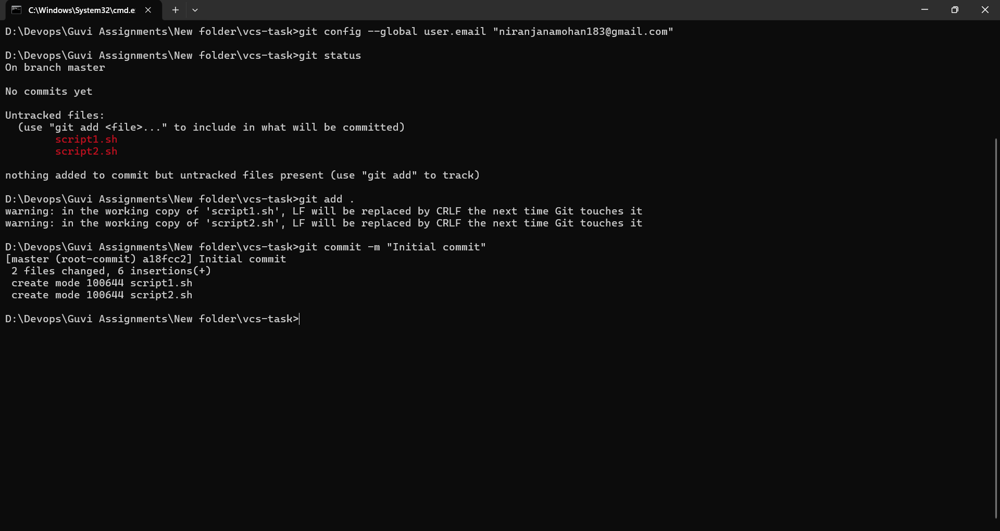 C:\Windows\System32\cmd.e
D:\Devops\Guvi Assignments\New folder\vcs-task>git config --global user.email "niranjanamohan183@gmail.com"
D:\Devops\Guvi Assignments\New folder\vcs-task>git status
On branch master
No commits yet
Untracked files:
  (use "git add <file>..." to include in what will be committed)
        script1.sh
        script2.sh
nothing added to commit but untracked files present (use "git add" to track)
D:\Devops\Guvi Assignments\New folder\vcs-task>git add .
warning: in the working copy of 'script1.sh', LF will be replaced by CRLF the next time Git touches it
warning: in the working copy of 'script2.sh', LF will be replaced by CRLF the next time Git touches it
D:\Devops\Guvi Assignments\New folder\vcs-task>git commit -m "Initial commit"
[master (root-commit) a18fcc2] Initial commit
 2 files changed, 6 insertions(+)
 create mode 100644 script1.sh
 create mode 100644 script2.sh
D:\Devops\Guvi Assignments\New folder\vcs-task>